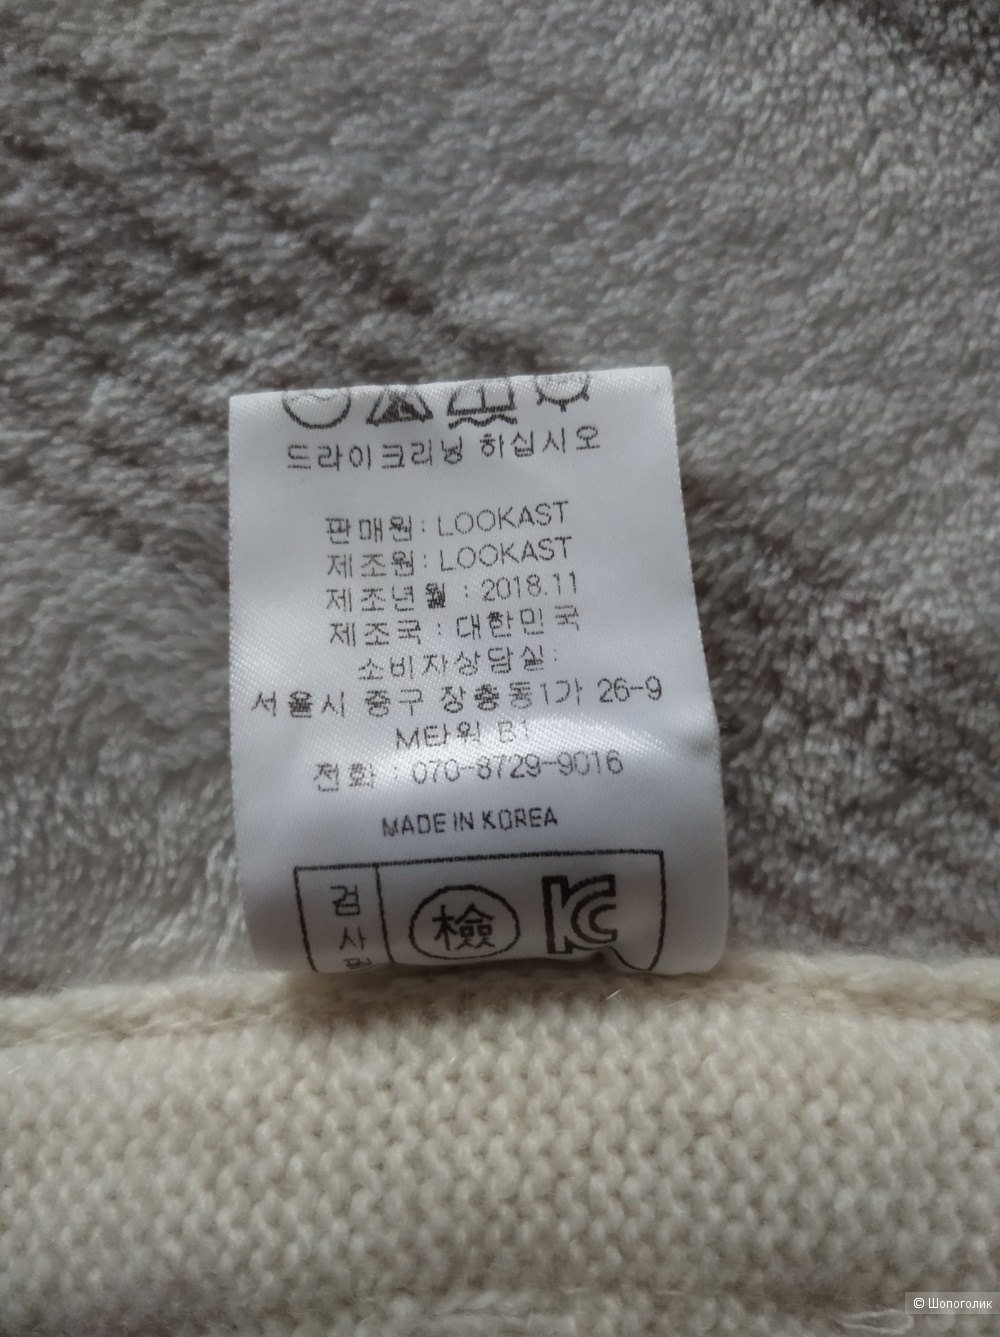 드라이크리닝 하십시오
판매원 : LOOKAST
제조원 : LOOKAST
제조년월 : 2018.11
제조국 : 대한민국
소비자상담실:
서울시 중구 장충동1가 26-9
M타워 B1
전화 : 070-8729-9016
MADE IN KOREA
검
사
檢
KC
© Шопоголик